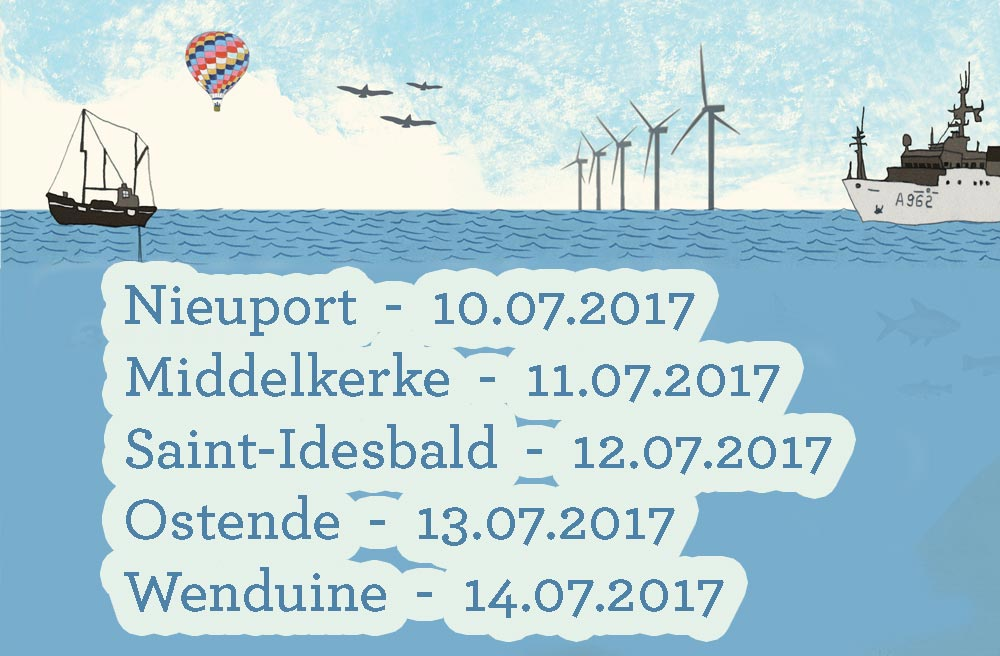 A962
Nieuport - 10.07.2017
Middelkerke - 11.07.2017
Saint-Idesbald - 12.07.2017
Ostende - 13.07.2017
Wenduine - 14.07.2017